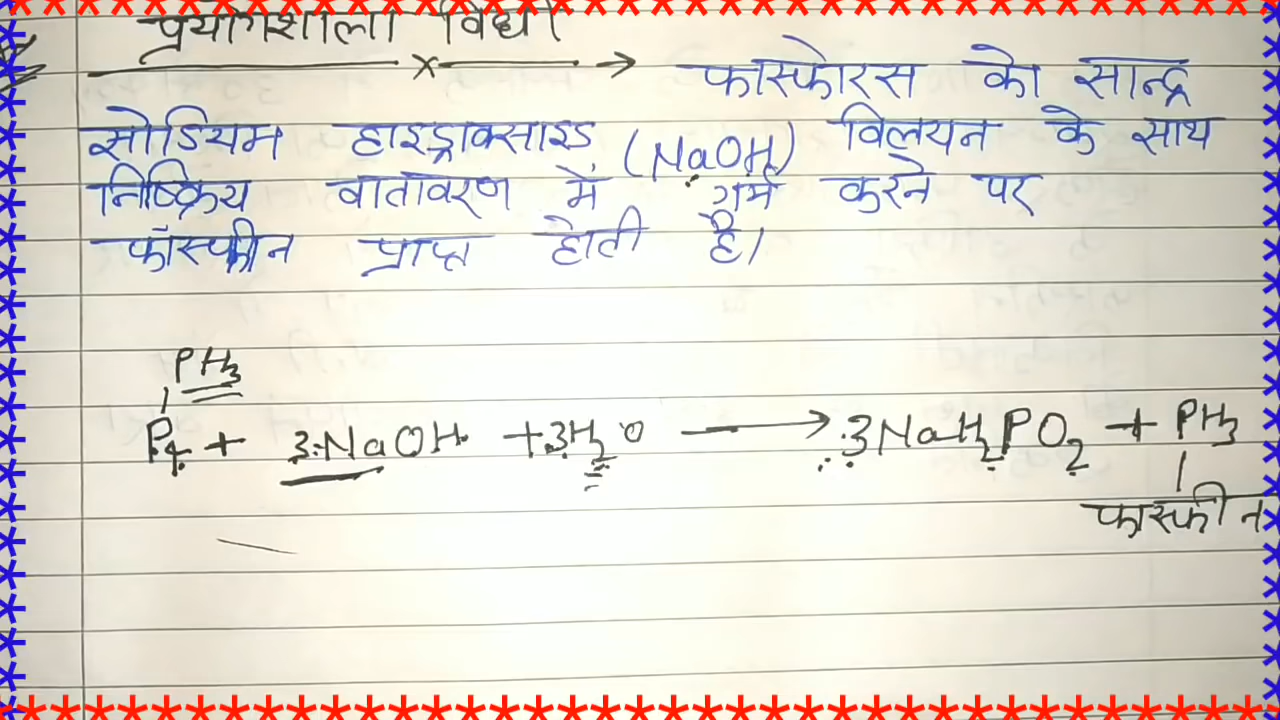 प्रयोगशाला विधी
फास्फोरस को सान्द्र
सोडियम हाइड्राक्साइड (NaOH) विलयन के साथ
निष्क्रिय वातावरण में गर्म करने पर
फॉस्फीन प्राप्त होती है।
PH₃
P₄ + 3NaOH + 3H₂O ⟶ 3NaH₂PO₂ + PH₃
फास्फीन